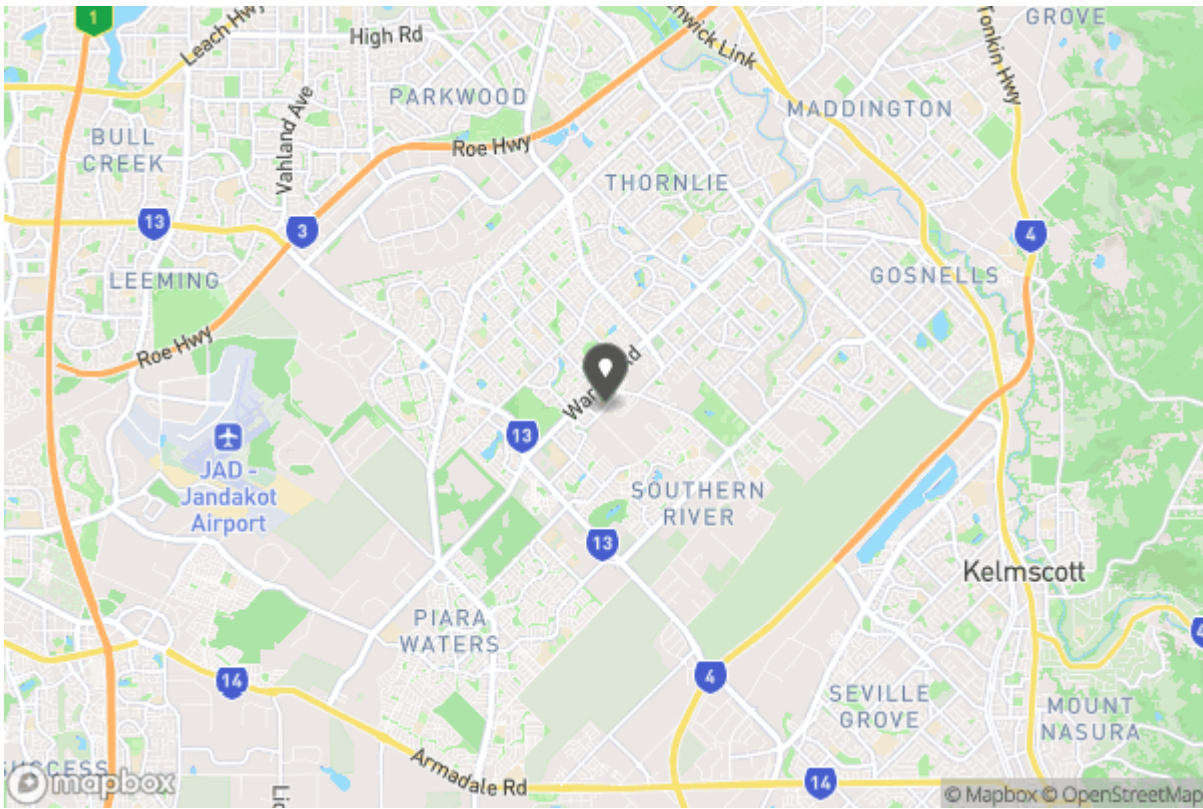 1
Leach Hwy
High Rd
GROVE
Tonkin Hwy
PARKWOOD
MADDINGTON
BULL
CREEK
Vahland Ave
Roe Hwy
THORNLIE
13
3
4
LEEMING
GOSNELLS
Roe Hwy
13
JAD -
Jandakot
Airport
SOUTHERN
RIVER
13
Kelmscott
PIARA
WATERS
14
4
SEVILLE
GROVE
MOUNT
NASURA
Armadale Rd
14
mapbox
© Mapbox © OpenStreetMap